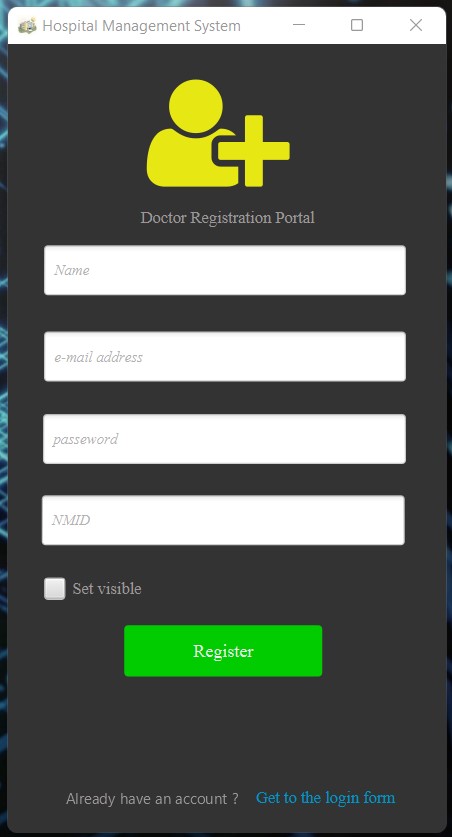 Hospital Management System
Doctor Registration Portal
Name
e-mail address
passeword
NMID
Set visible
Register
Already have an account ? Get to the login form